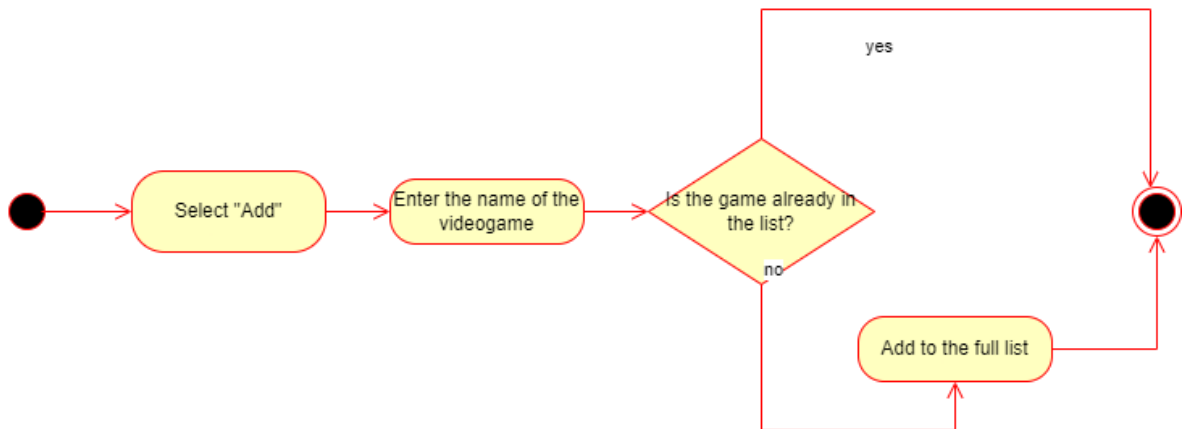 yes
Select "Add"
Enter the name of the
videogame
Is the game already in
the list?
no
Add to the full list